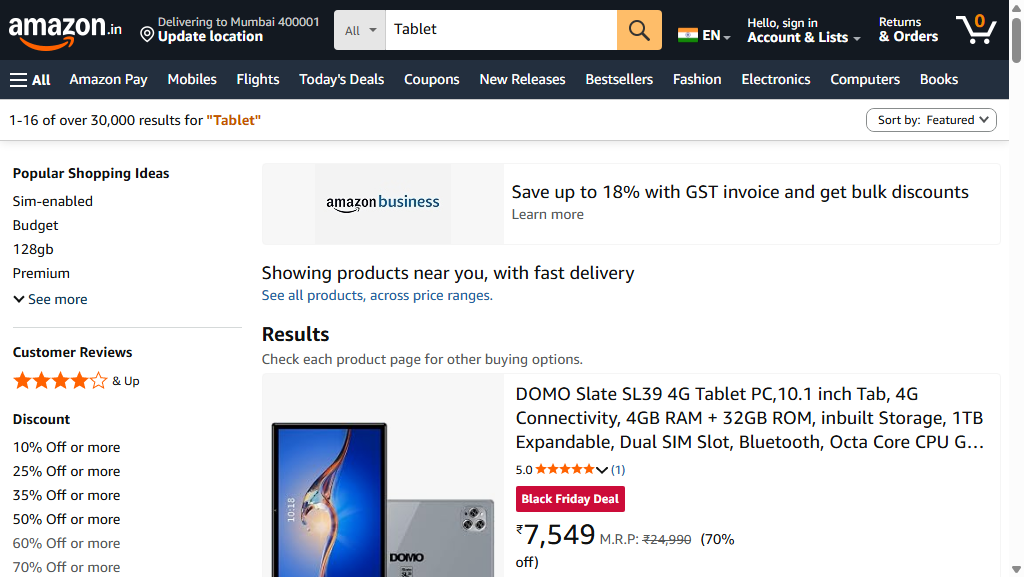 amazon.in
Delivering to Mumbai 400001
Update location
All
Tablet
EN
Hello, sign in
Account & Lists
Returns
& Orders
0
All
Amazon Pay
Mobiles
Flights
Today's Deals
Coupons
New Releases
Bestsellers
Fashion
Electronics
Computers
Books
1-16 of over 30,000 results for "Tablet"
Sort by: Featured
Popular Shopping Ideas
Sim-enabled
Budget
128gb
Premium
See more
Customer Reviews
& Up
Discount
10% Off or more
25% Off or more
35% Off or more
50% Off or more
60% Off or more
70% Off or more
amazon business
Save up to 18% with GST invoice and get bulk discounts
Learn more
Showing products near you, with fast delivery
See all products, across price ranges.
Results
Check each product page for other buying options.
10:18
DOMO
DOMO Slate SL39 4G Tablet PC,10.1 inch Tab, 4G
Connectivity, 4GB RAM + 32GB ROM, inbuilt Storage, 1TB
Expandable, Dual SIM Slot, Bluetooth, Octa Core CPU G…
5.0 (1)
Black Friday Deal
₹7,549 M.R.P: ₹24,990 (70%
off)